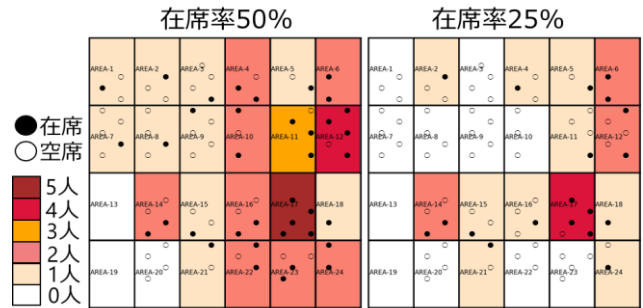 在席率50%
在席率25%
●在席
○空席
5人
4人
3人
2人
1人
0人
AREA-1 AREA-2 AREA-3 AREA-4 AREA-5 AREA-6
AREA-7 AREA-8 AREA-9 AREA-10 AREA-11 AREA-12
AREA-13 AREA-14 AREA-15 AREA-16 AREA-17 AREA-18
AREA-19 AREA-20 AREA-21 AREA-22 AREA-23 AREA-24
AREA-1 AREA-2 AREA-3 AREA-4 AREA-5 AREA-6
AREA-7 AREA-8 AREA-9 AREA-10 AREA-11 AREA-12
AREA-13 AREA-14 AREA-15 AREA-16 AREA-17 AREA-18
AREA-19 AREA-20 AREA-21 AREA-22 AREA-23 AREA-24